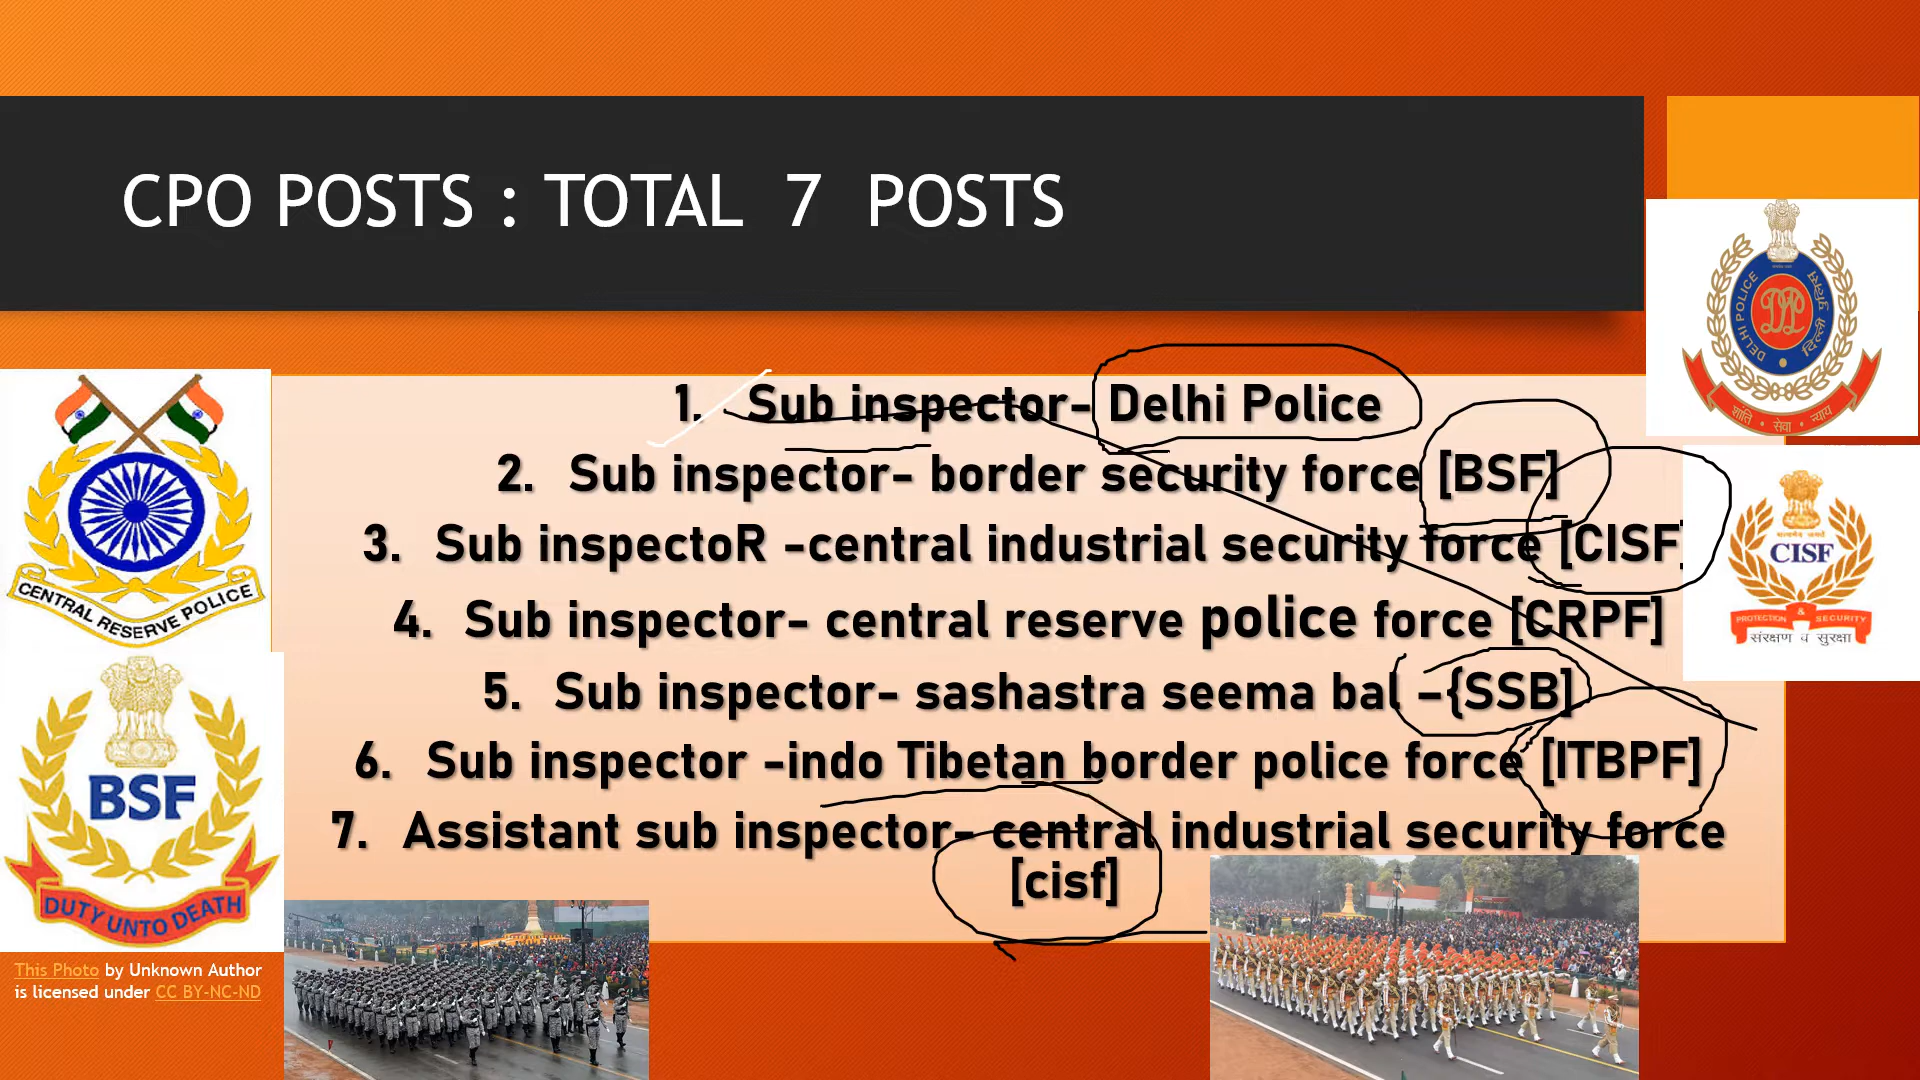 CPO POSTS : TOTAL 7 POSTS
1. Sub inspector- Delhi Police
2. Sub inspector- border security force [BSF]
3. Sub inspectoR -central industrial security force [CISF]
4. Sub inspector- central reserve police force [CRPF]
5. Sub inspector- sashastra seema bal –{SSB]
6. Sub inspector -indo Tibetan border police force [ITBPF]
7. Assistant sub inspector- central industrial security force
[cisf]
CENTRAL RESERVE POLICE
BSF
DUTY UNTO DEATH
This Photo by Unknown Author
is licensed under CC BY-NC-ND
DELHI POLICE
दिल्ली पुलिस
DP
शांति • सेवा • न्याय
CISF
PROTECTION & SECURITY
संरक्षण व सुरक्षा